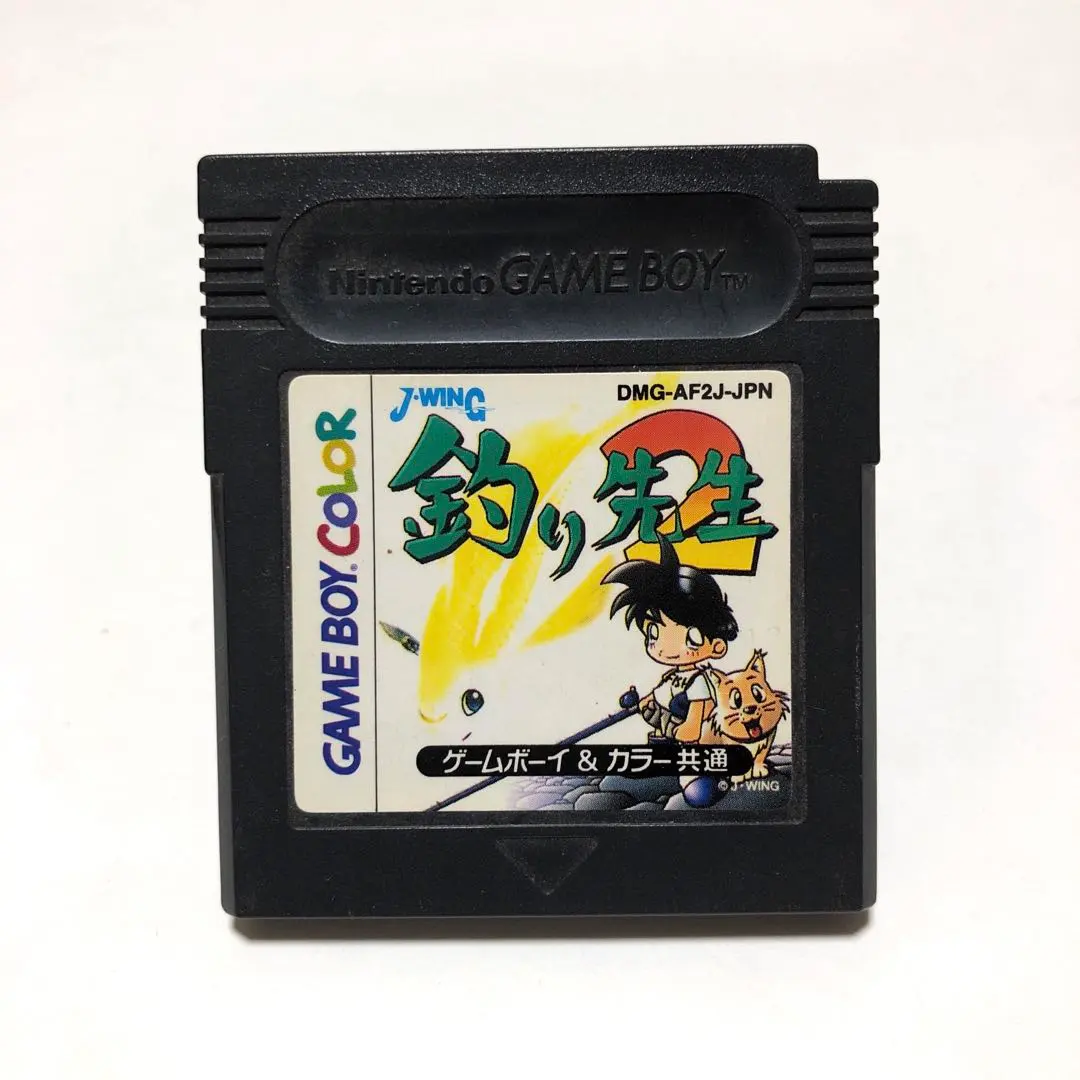 Nintendo GAME BOY™
GAME BOY COLOR
J·WING
DMG-AF2J-JPN
釣り先生2
FISH
ゲームボーイ & カラー共通
© J·WING